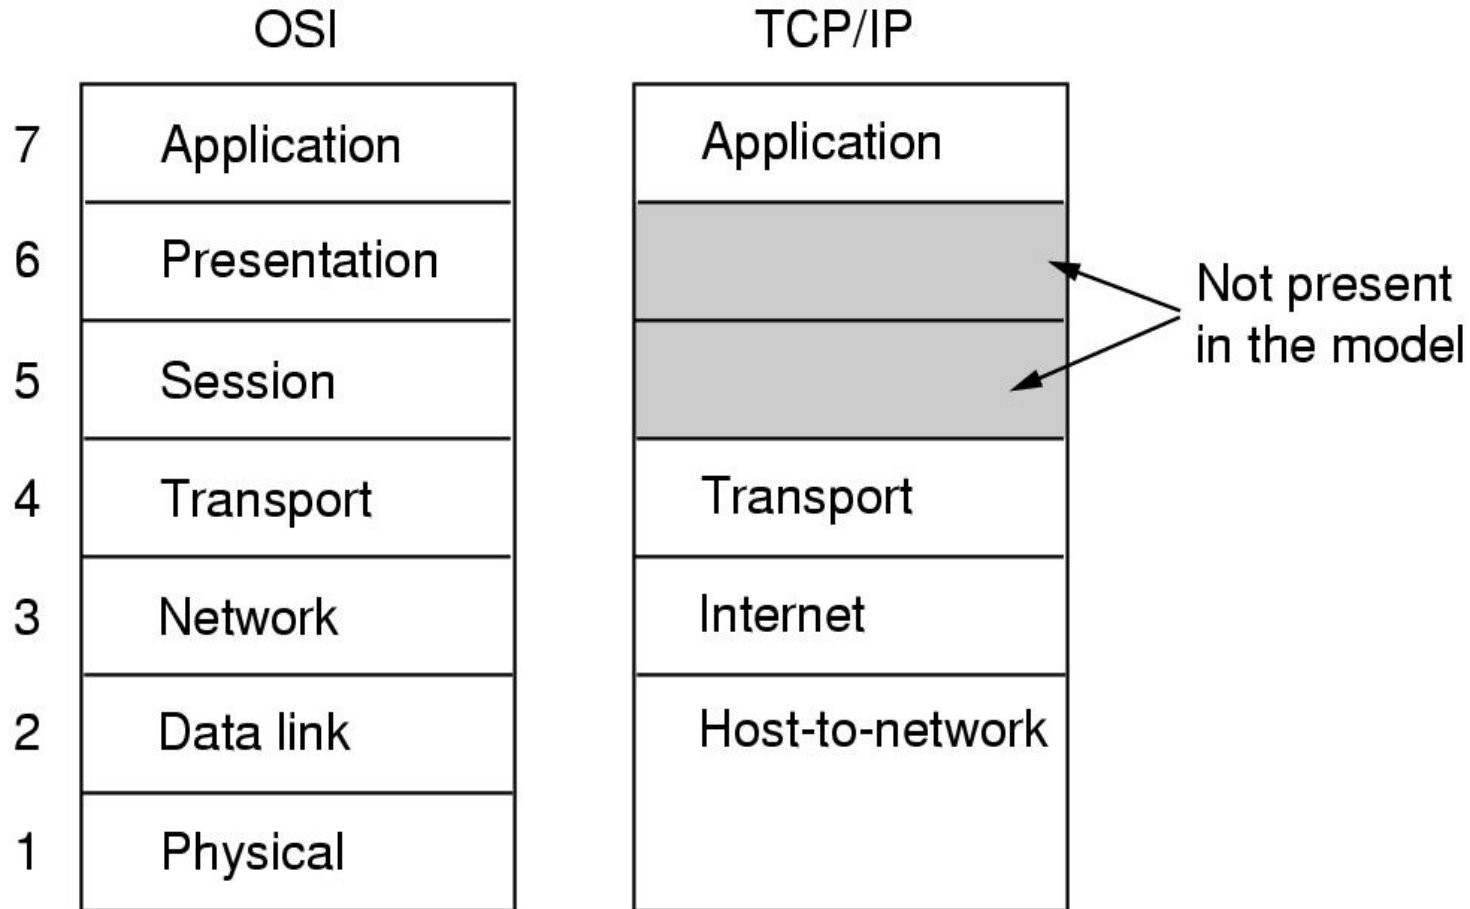 OSI
TCP/IP
7
Application
Application
6
Presentation
Not present
in the model
5
Session
4
Transport
Transport
3
Network
Internet
2
Data link
Host-to-network
1
Physical